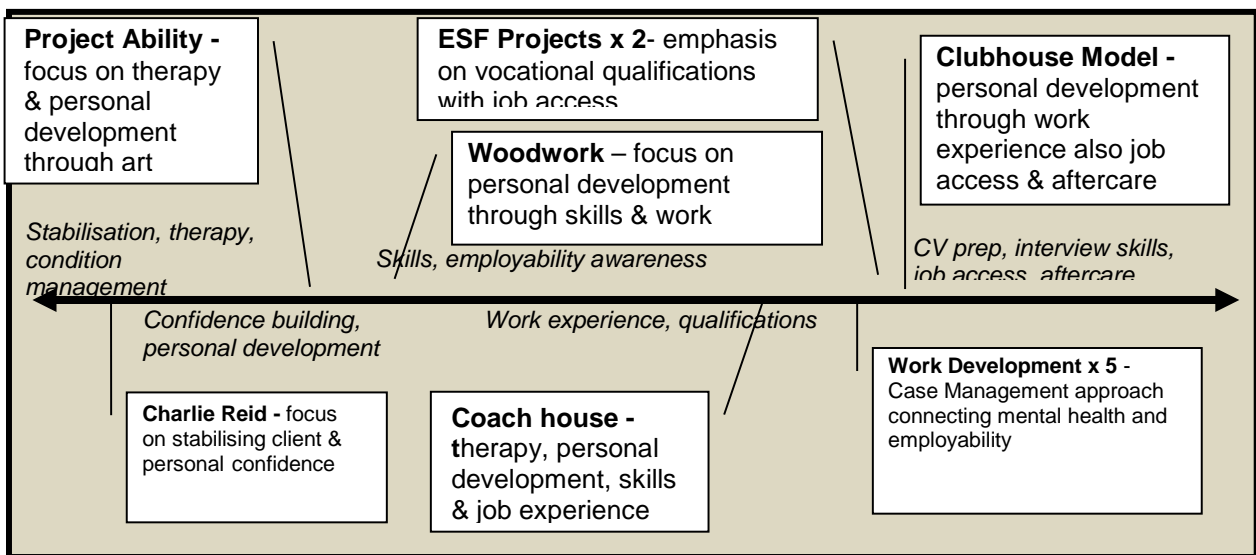 Project Ability -
focus on therapy
& personal
development
through art
ESF Projects x 2- emphasis
on vocational qualifications
with job access
Clubhouse Model -
personal development
through work
experience also job
access & aftercare
Woodwork – focus on
personal development
through skills & work
Stabilisation, therapy,
condition
management
Skills, employability awareness
CV prep, interview skills,
job access, aftercare
Confidence building,
personal development
Work experience, qualifications
Charlie Reid - focus
on stabilising client &
personal confidence
Coach house -
therapy, personal
development, skills
& job experience
Work Development x 5 -
Case Management approach
connecting mental health and
employability